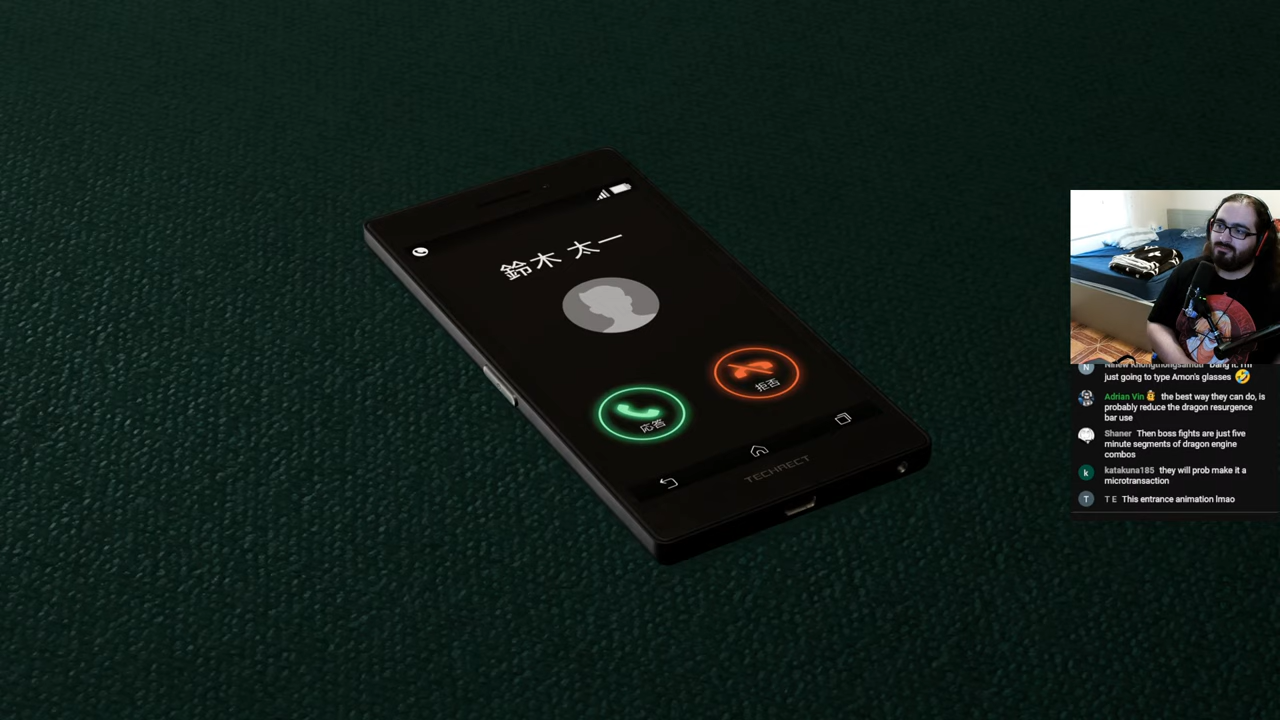 鈴木 太一
拒否
応答
TECHRECT
just going to type Amon's glasses 🤣
Adrian Vin the best way they can do, is
probably reduce the dragon resurgence
bar use
Shaner Then boss fights are just five
minute segments of dragon engine
combos
katakuna185 they will prob make it a
microtransaction
T E This entrance animation lmao